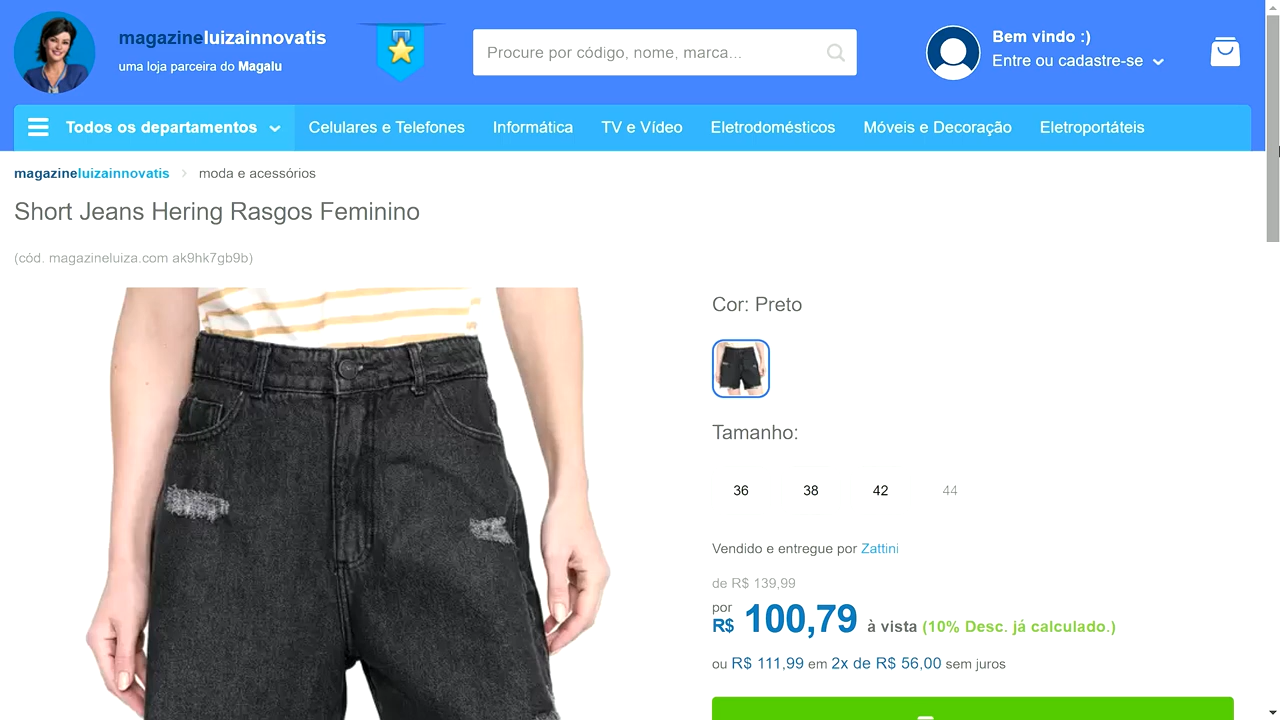 magazineluizainnovatis
uma loja parceira do Magalu
Procure por código, nome, marca...
Bem vindo :)
Entre ou cadastre-se
Todos os departamentos
Celulares e Telefones
Informática
TV e Vídeo
Eletrodomésticos
Móveis e Decoração
Eletroportáteis
magazineluizainnovatis > moda e acessórios
Short Jeans Hering Rasgos Feminino
(cód. magazineluiza.com ak9hk7gb9b)
Cor: Preto
Tamanho:
36 38 42 44
Vendido e entregue por Zattini
de R$ 139,99
por
R$ 100,79 à vista (10% Desc. já calculado.)
ou R$ 111,99 em 2x de R$ 56,00 sem juros